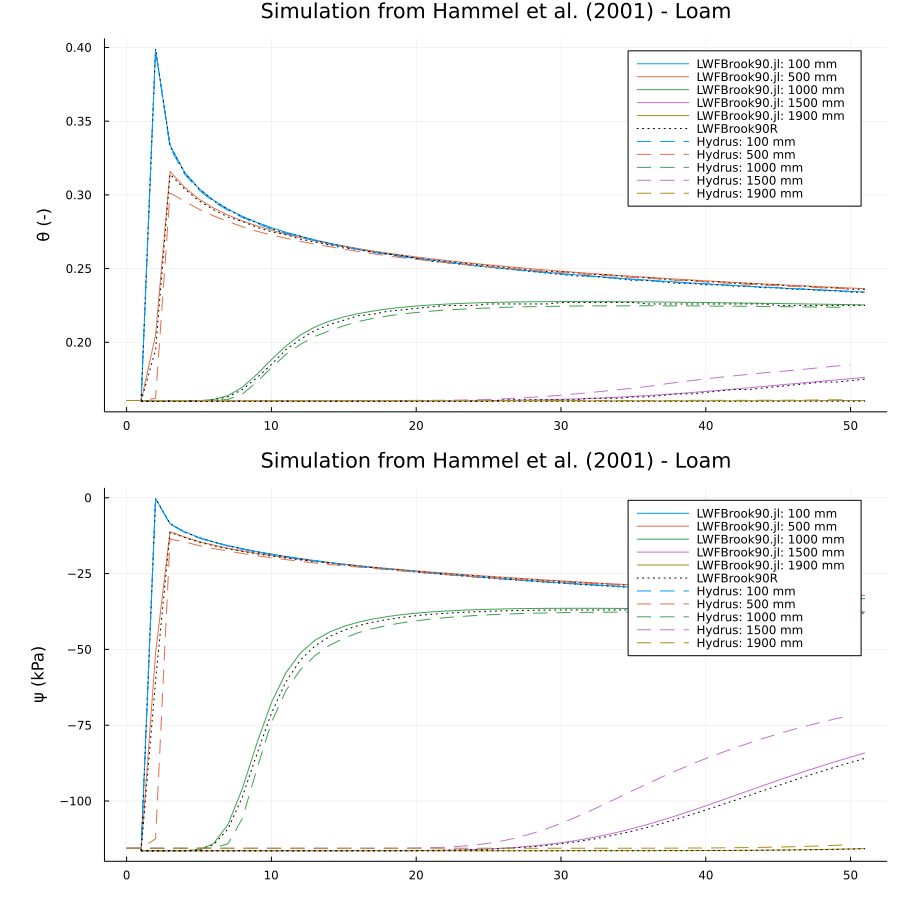 Simulation from Hammel et al. (2001) - Loam
θ (-)
0.40
0.35
0.30
0.25
0.20
LWFBrook90.jl: 100 mm
LWFBrook90.jl: 500 mm
LWFBrook90.jl: 1000 mm
LWFBrook90.jl: 1500 mm
LWFBrook90.jl: 1900 mm
LWFBrook90R
Hydrus: 100 mm
Hydrus: 500 mm
Hydrus: 1000 mm
Hydrus: 1500 mm
Hydrus: 1900 mm
0 10 20 30 40 50
Simulation from Hammel et al. (2001) - Loam
ψ (kPa)
0
−25
−50
−75
−100
LWFBrook90.jl: 100 mm
LWFBrook90.jl: 500 mm
LWFBrook90.jl: 1000 mm
LWFBrook90.jl: 1500 mm
LWFBrook90.jl: 1900 mm
LWFBrook90R
Hydrus: 100 mm
Hydrus: 500 mm
Hydrus: 1000 mm
Hydrus: 1500 mm
Hydrus: 1900 mm
0 10 20 30 40 50